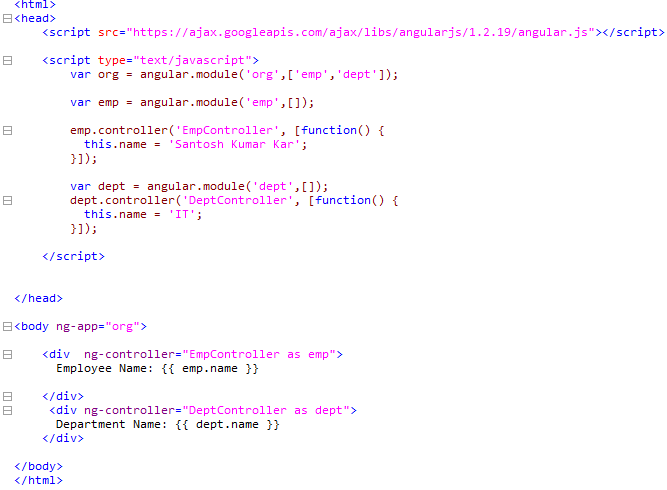 <html>
<head>
    <script src="https://ajax.googleapis.com/ajax/libs/angularjs/1.2.19/angular.js"></script>
    <script type="text/javascript">
        var org = angular.module('org',['emp','dept']);
        var emp = angular.module('emp',[]);
        emp.controller('EmpController', [function() {
          this.name = 'Santosh Kumar Kar';
        }]);
        var dept = angular.module('dept',[]);
        dept.controller('DeptController', [function() {
          this.name = 'IT';
        }]);
    </script>
</head>
<body ng-app="org">
    <div  ng-controller="EmpController as emp">
      Employee Name: {{ emp.name }}
    </div>
     <div ng-controller="DeptController as dept">
      Department Name: {{ dept.name }}
    </div>
</body>
</html>